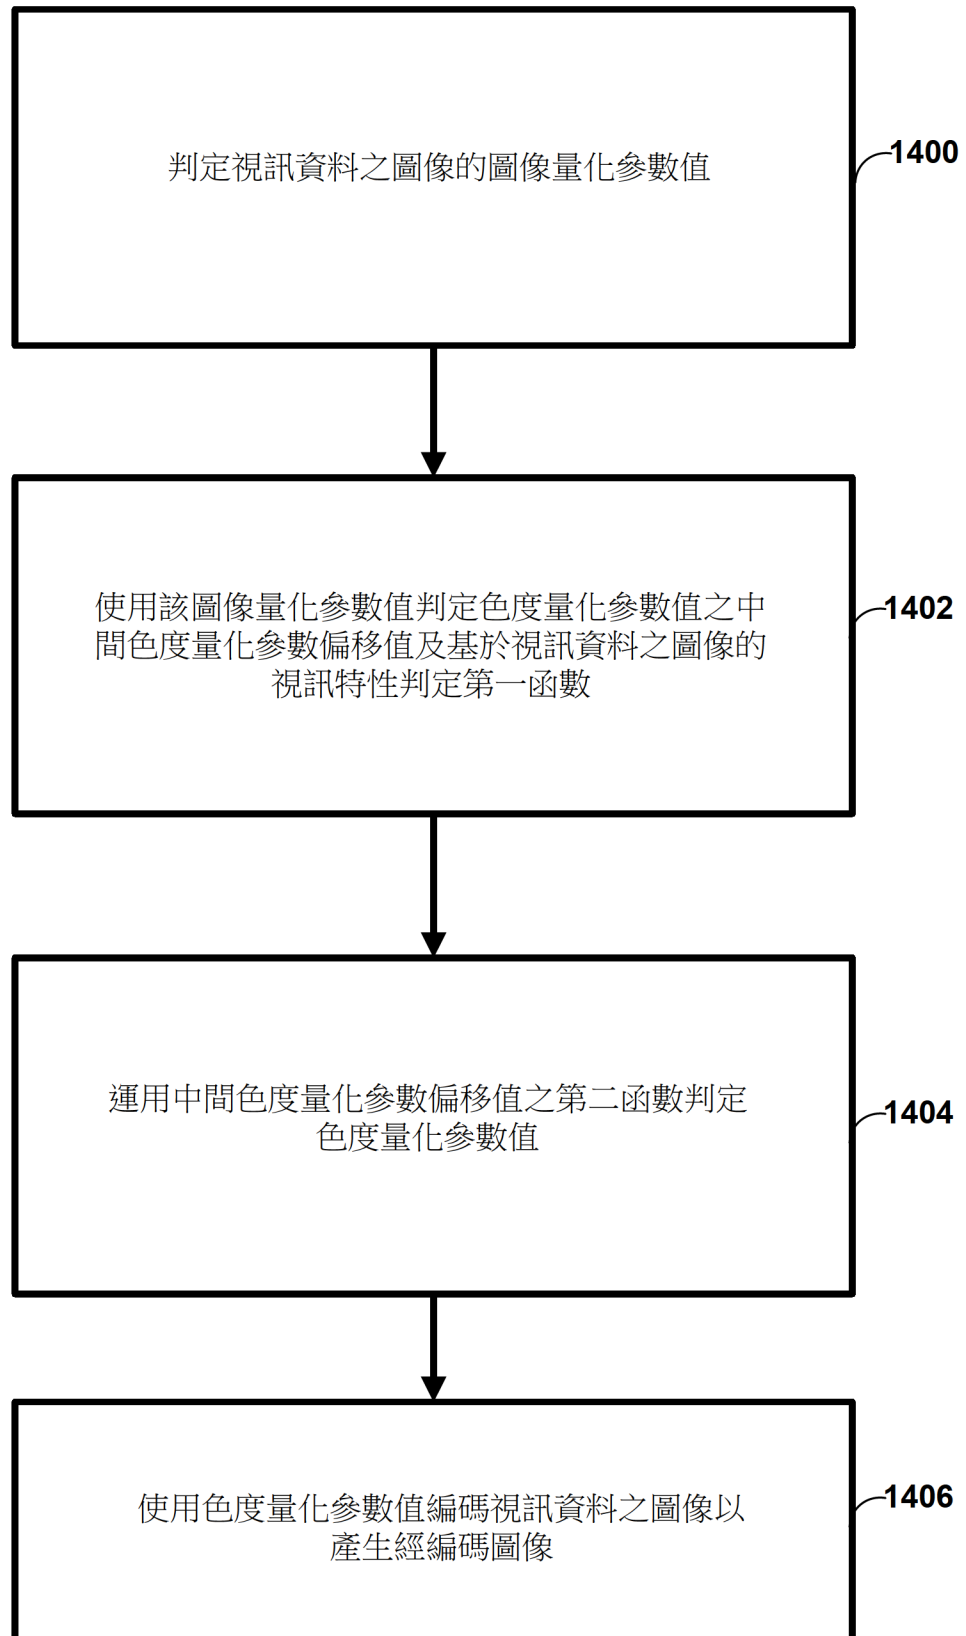 判定視訊資料之圖像的圖像量化參數值
1400
使用該圖像量化參數值判定色度量化參數值之中
間色度量化參數偏移值及基於視訊資料之圖像的
視訊特性判定第一函數
1402
運用中間色度量化參數偏移值之第二函數判定
色度量化參數值
1404
使用色度量化參數值編碼視訊資料之圖像以
產生經編碼圖像
1406